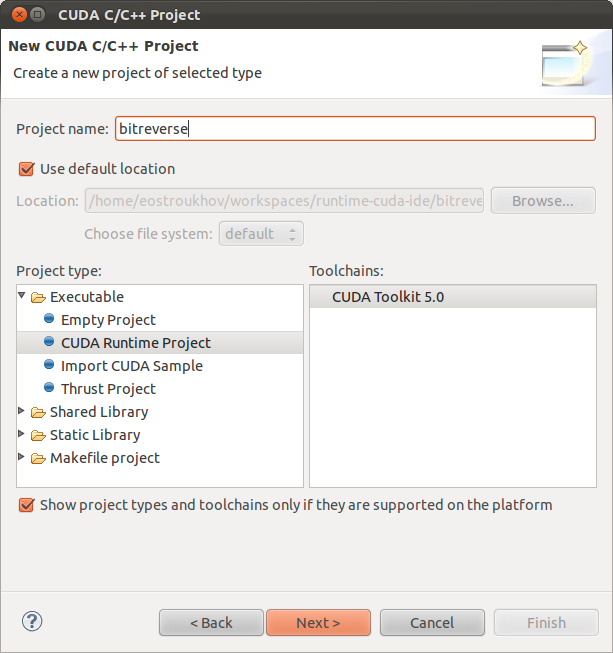 CUDA C/C++ Project
New CUDA C/C++ Project
Create a new project of selected type
Project name: bitreverse
Use default location
Location: /home/eostroukhov/workspaces/runtime-cuda-ide/bitreve Browse...
Choose file system: default
Project type: Toolchains:
Executable CUDA Toolkit 5.0
Empty Project
CUDA Runtime Project
Import CUDA Sample
Thrust Project
Shared Library
Static Library
Makefile project
Show project types and toolchains only if they are supported on the platform
? < Back Next > Cancel Finish